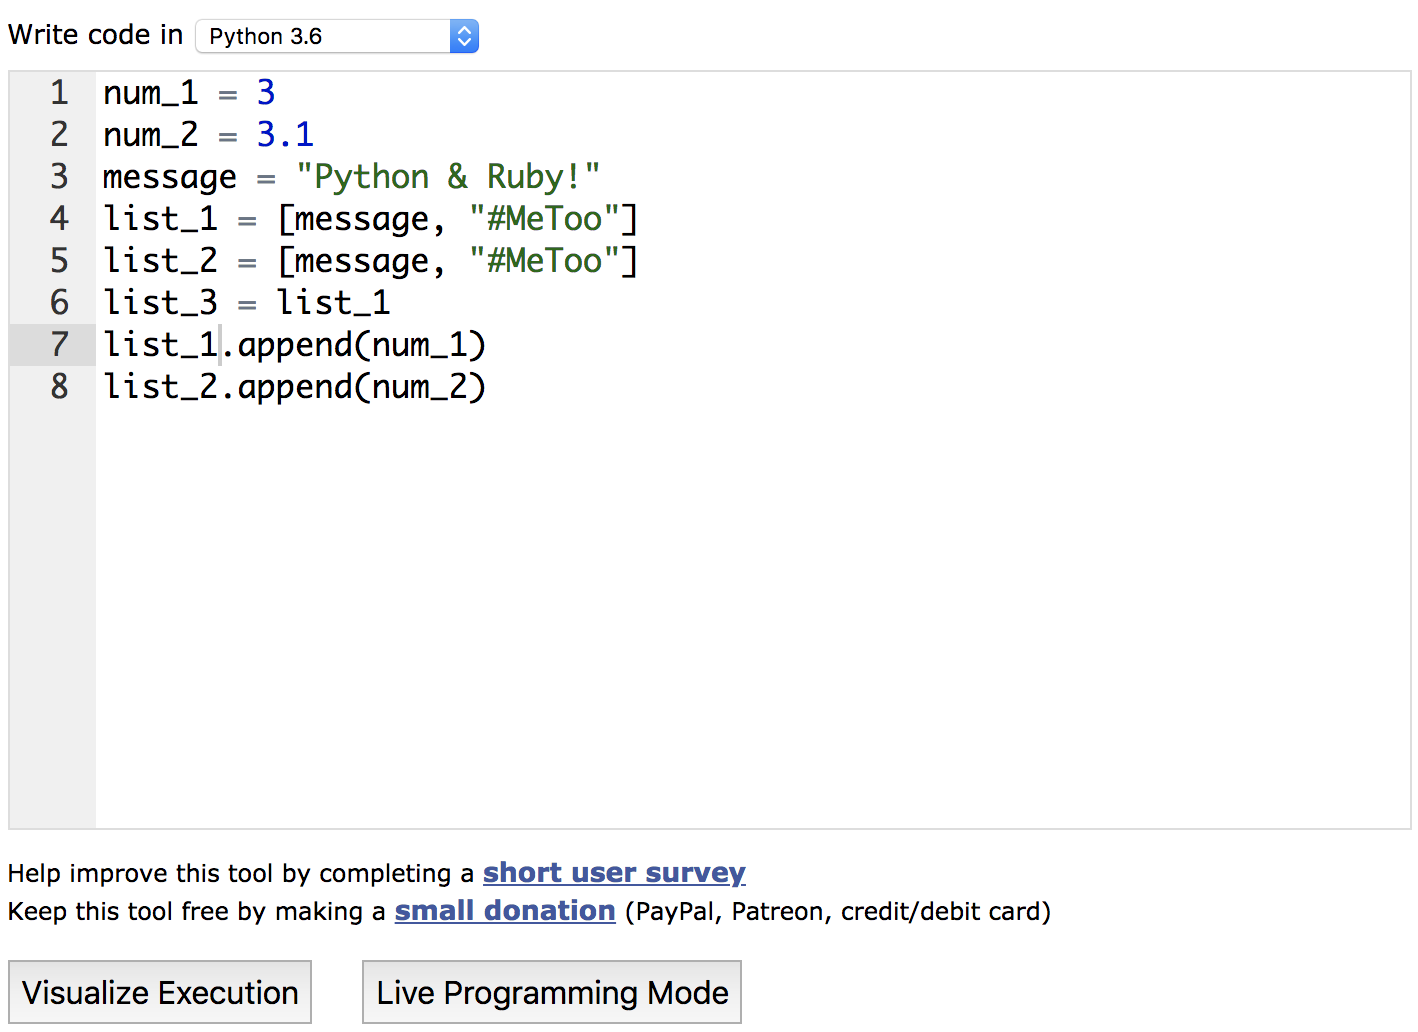 Write code in Python 3.6
1 num_1 = 3
2 num_2 = 3.1
3 message = "Python & Ruby!"
4 list_1 = [message, "#MeToo"]
5 list_2 = [message, "#MeToo"]
6 list_3 = list_1
7 list_1.append(num_1)
8 list_2.append(num_2)
Help improve this tool by completing a short user survey
Keep this tool free by making a small donation (PayPal, Patreon, credit/debit card)
Visualize Execution Live Programming Mode